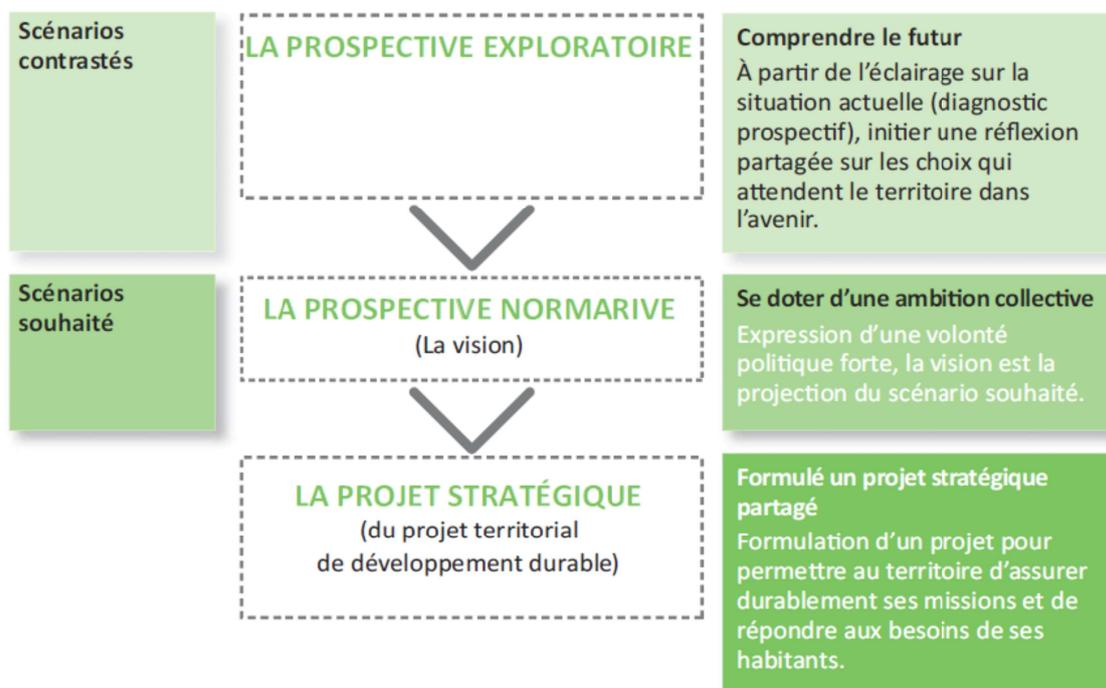 Scénarios
contrastés
LA PROSPECTIVE EXPLORATOIRE
Comprendre le futur
À partir de l’éclairage sur la
situation actuelle (diagnostic
prospectif), initier une réflexion
partagée sur les choix qui
attendent le territoire dans
l’avenir.
Scénarios
souhaité
LA PROSPECTIVE NORMARIVE
(La vision)
Se doter d’une ambition collective
Expression d’une volonté
politique forte, la vision est la
projection du scénario souhaité.
LA PROJET STRATÉGIQUE
(du projet territorial
de développement durable)
Formulé un projet stratégique
partagé
Formulation d’un projet pour
permettre au territoire d’assurer
durablement ses missions et de
répondre aux besoins de ses
habitants.